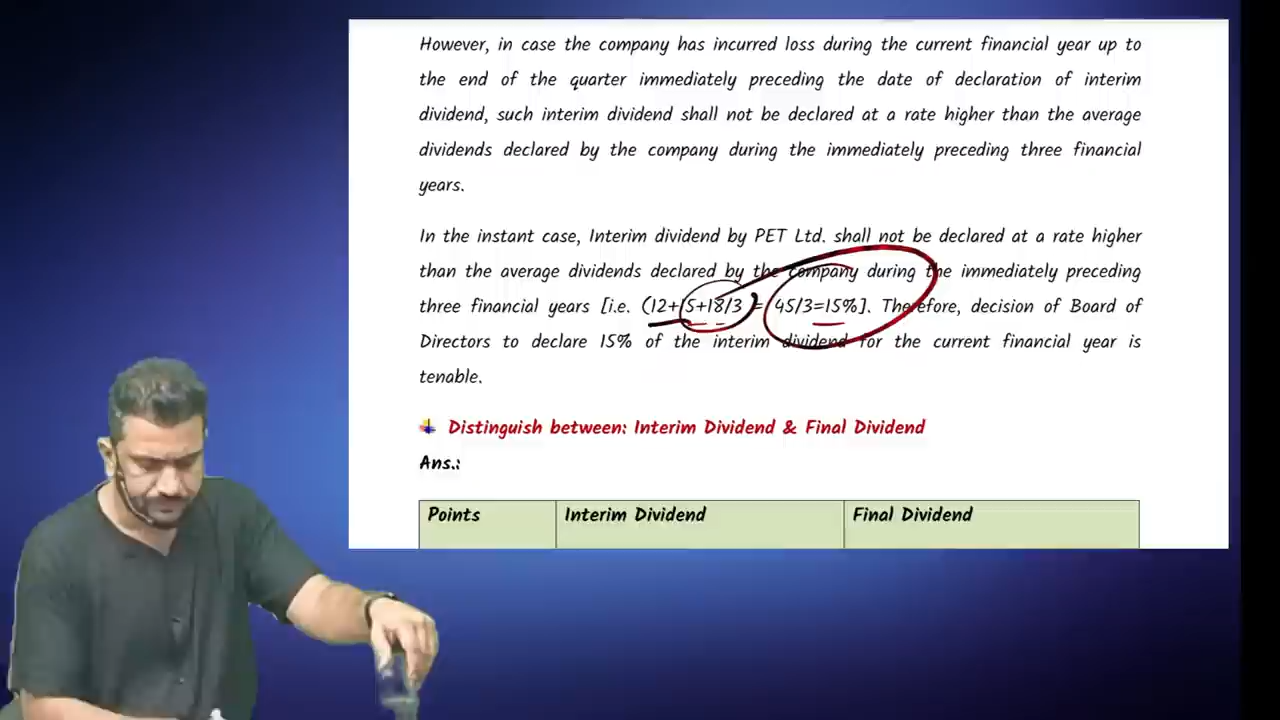 However, in case the company has incurred loss during the current financial year up to
the end of the quarter immediately preceding the date of declaration of interim
dividend, such interim dividend shall not be declared at a rate higher than the average
dividends declared by the company during the immediately preceding three financial
years.
In the instant case, Interim dividend by PET Ltd. shall not be declared at a rate higher
than the average dividends declared by the company during the immediately preceding
three financial years [i.e. (12+15+18/3 = 45/3=15%]. Therefore, decision of Board of
Directors to declare 15% of the interim dividend for the current financial year is
tenable.
Distinguish between: Interim Dividend & Final Dividend
Ans.:
Points Interim Dividend Final Dividend